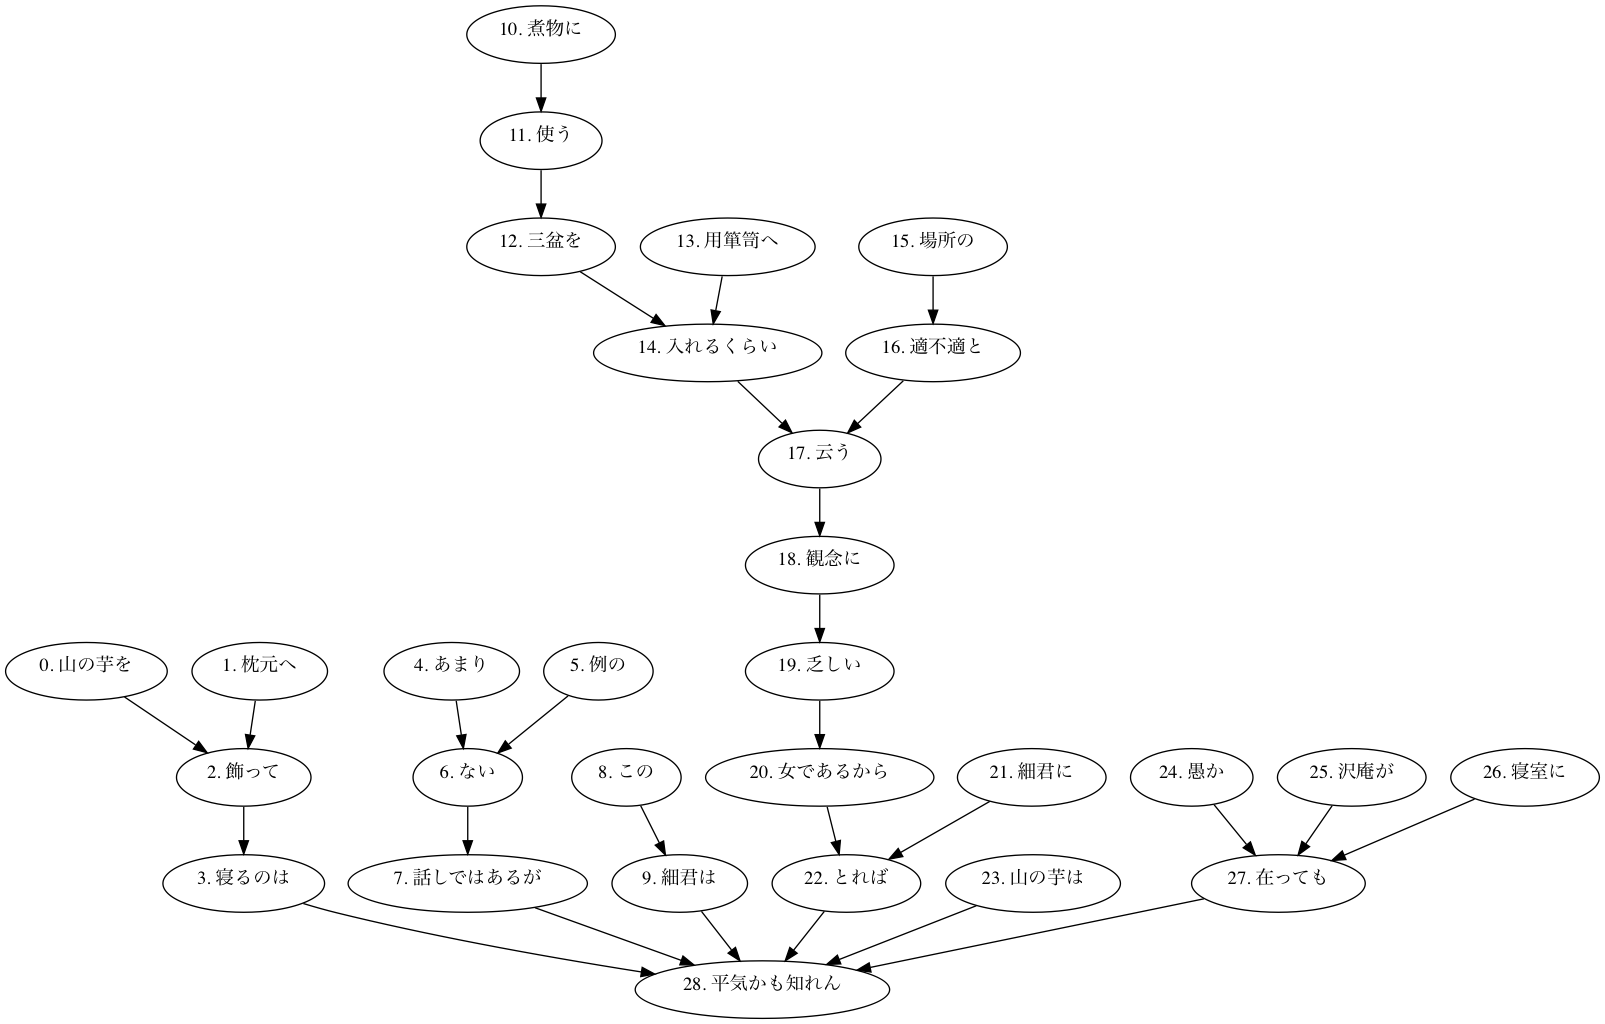 10. 煮物に
11. 使う
12. 三盆を
13. 用箪笥へ
15. 場所の
14. 入れるくらい
16. 適不適と
17. 云う
18. 観念に
0. 山の芋を
1. 枕元へ
4. あまり
5. 例の
19. 乏しい
2. 飾って
6. ない
8. この
20. 女であるから
21. 細君に
24. 愚か
25. 沢庵が
26. 寝室に
3. 寝るのは
7. 話しではあるが
9. 細君は
22. とれば
23. 山の芋は
27. 在っても
28. 平気かも知れん